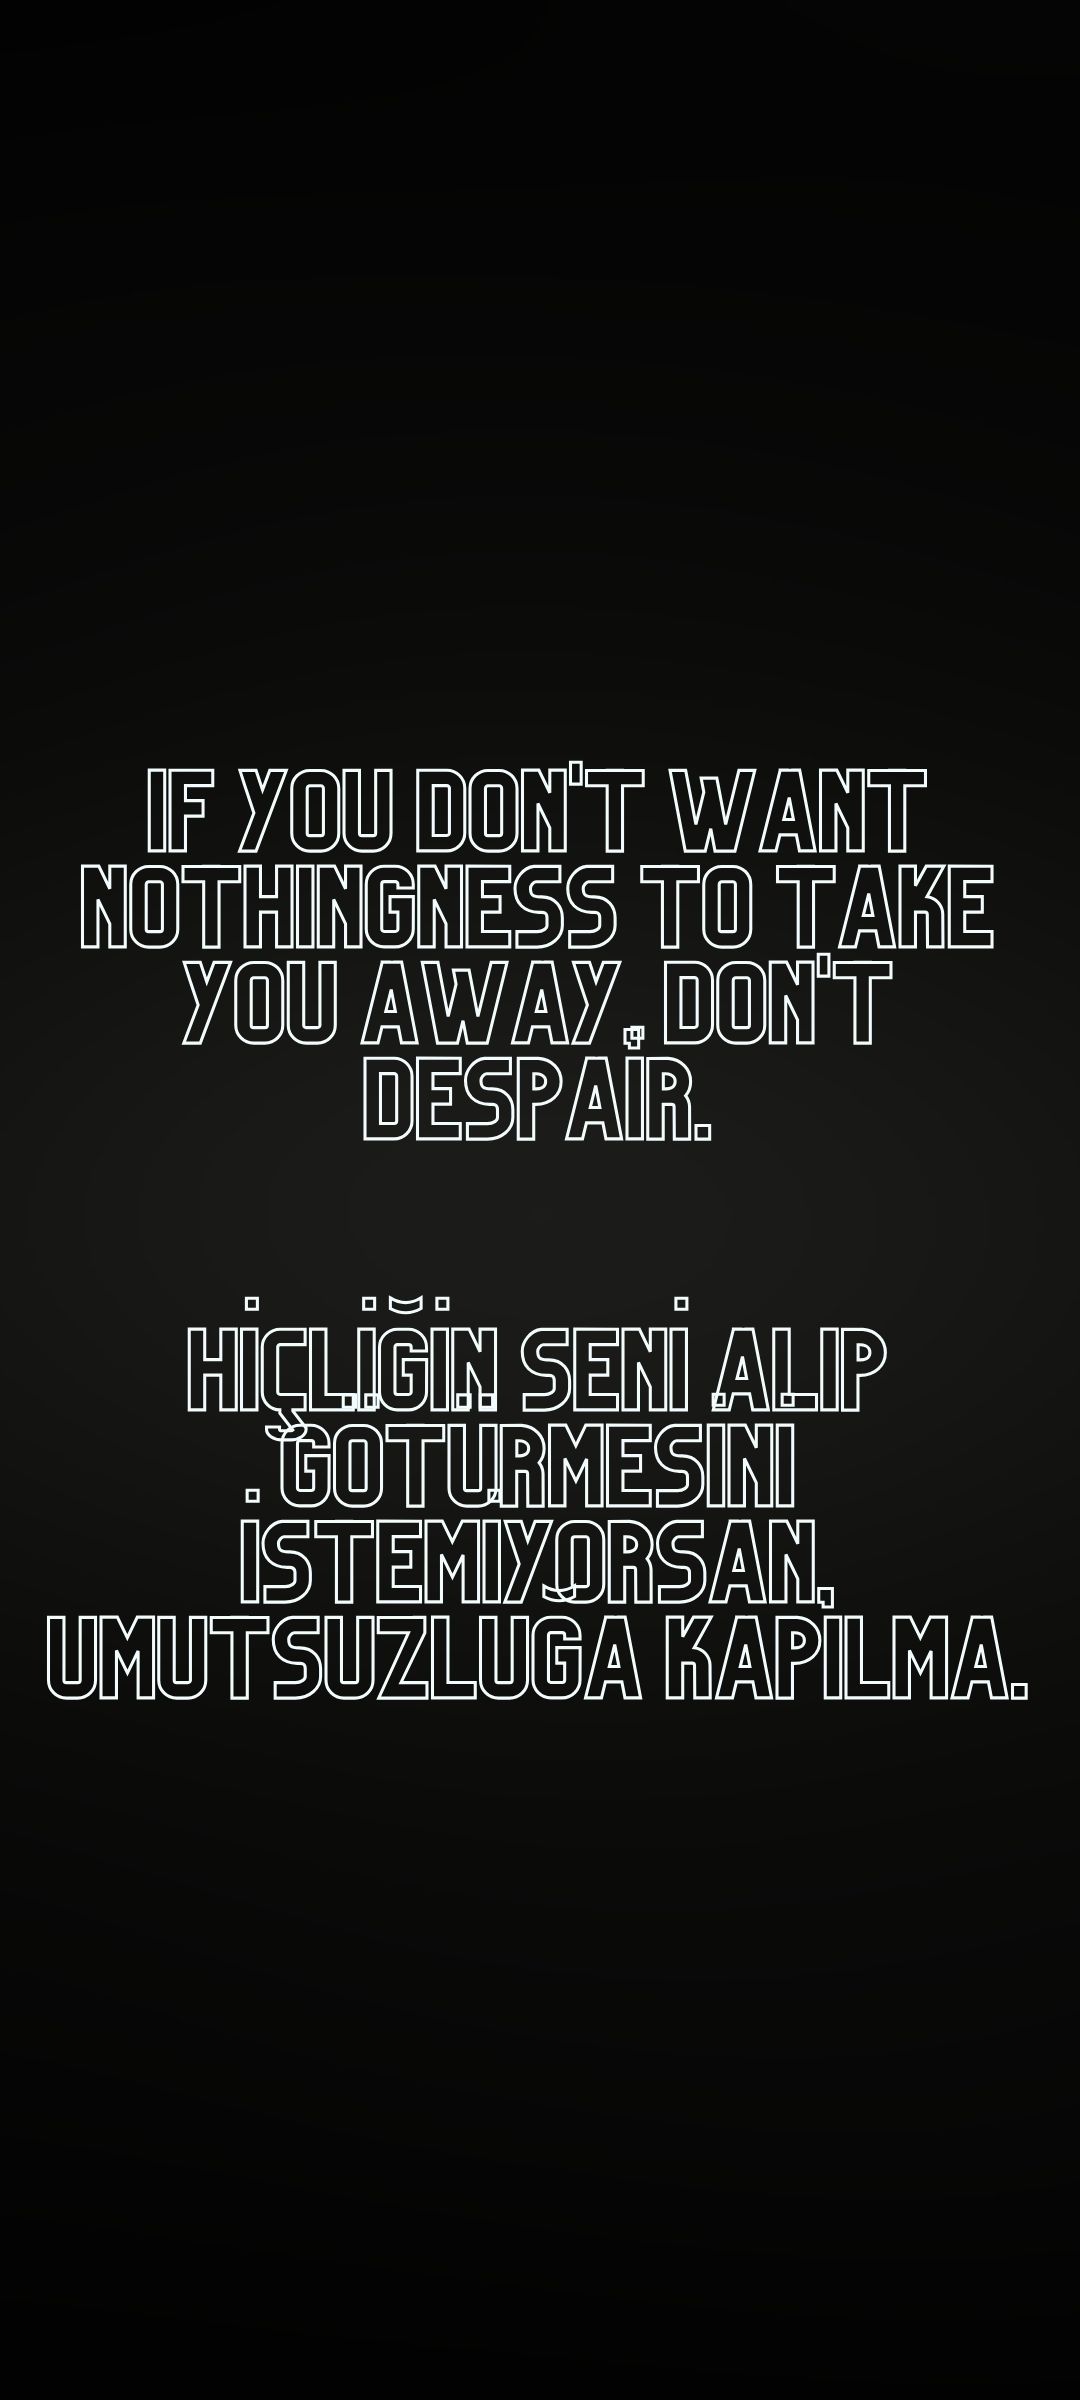 IF YOU DON'T WANT
NOTHINGNESS TO TAKE
YOU AWAY, DON'T
DESPAİR.
HİÇLİĞİN SENİ ALIP
GÖTÜRMESİNİ
İSTEMİYORSAN,
UMUTSUZLUĞA KAPILMA.